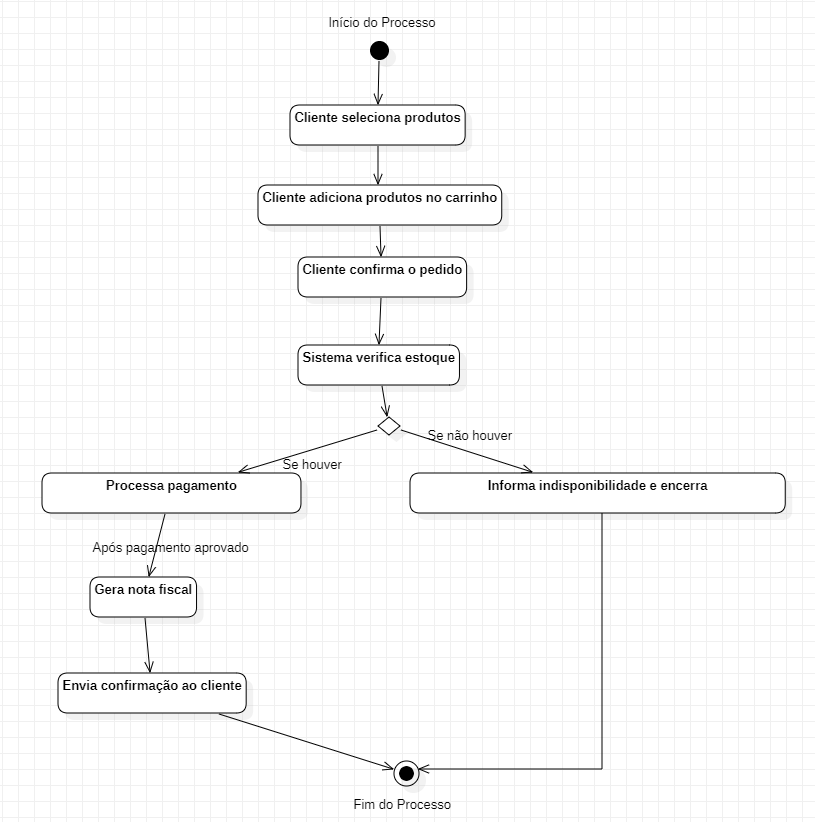 Início do Processo
Cliente seleciona produtos
Cliente adiciona produtos no carrinho
Cliente confirma o pedido
Sistema verifica estoque
Se não houver
Se houver
Processa pagamento
Informa indisponibilidade e encerra
Após pagamento aprovado
Gera nota fiscal
Envia confirmação ao cliente
Fim do Processo